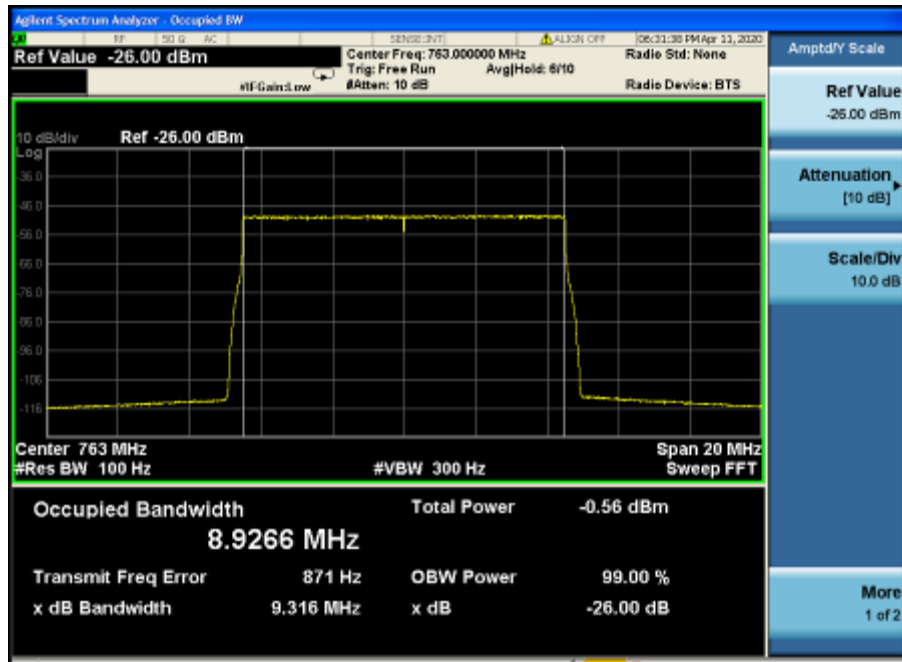 Agilent Spectrum Analyzer - Occupied BW
RF 50 Ω AC SENSE:INT ALIGN OFF 06:31:38 PM Apr 11, 2020
Ref Value -26.00 dBm
Center Freq: 763.000000 MHz
Radio Std: None
Trig: Free Run Avg|Hold: 6/10
#IFGain:Low #Atten: 10 dB Radio Device: BTS
10 dB/div Ref -26.00 dBm
Log
-36.0
-46.0
-56.0
-66.0
-76.0
-86.0
-96.0
-106
-116
Center 763 MHz Span 20 MHz
#Res BW 100 Hz #VBW 300 Hz Sweep FFT
Occupied Bandwidth
8.9266 MHz
Total Power -0.56 dBm
Transmit Freq Error 871 Hz OBW Power 99.00 %
x dB Bandwidth 9.316 MHz x dB -26.00 dB
Amptd/Y Scale
Ref Value
-26.00 dBm
Attenuation
[10 dB]
Scale/Div
10.0 dB
More
1 of 2